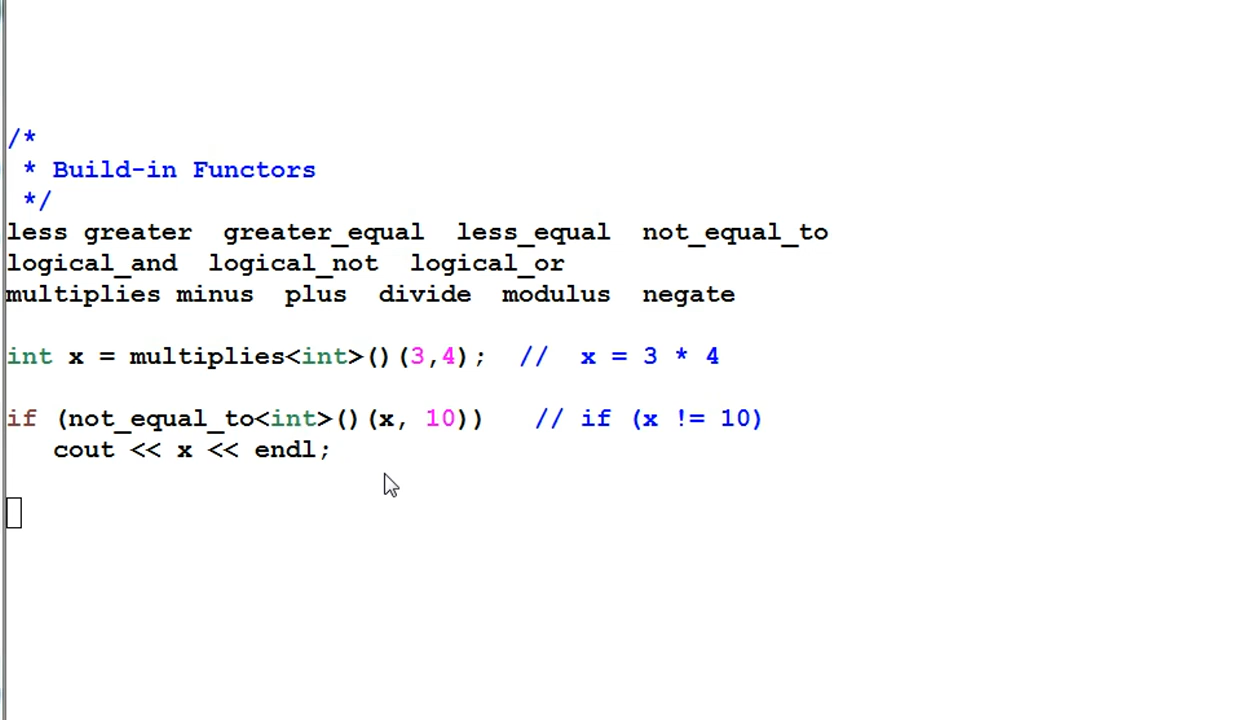 /*
 * Build-in Functors
 */
less greater  greater_equal  less_equal  not_equal_to
logical_and  logical_not  logical_or
multiplies minus  plus  divide  modulus  negate
int x = multiplies<int>()(3,4);  //  x = 3 * 4
if (not_equal_to<int>()(x, 10))   // if (x != 10)
   cout << x << endl;